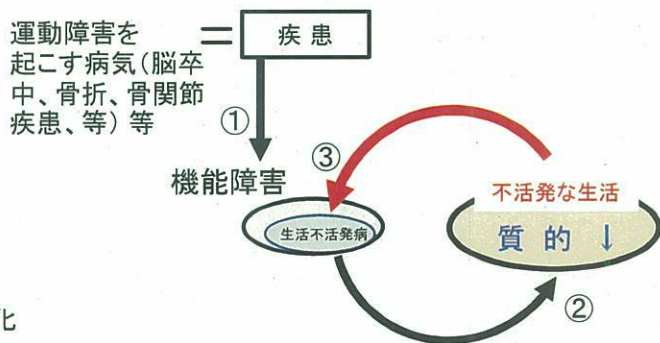 運動障害を
起こす病気(脳卒
中、骨折、骨関節
疾患、等)等
=
疾患
①
機能障害
③
生活不活発病
不活発な生活
質的↓
②
化